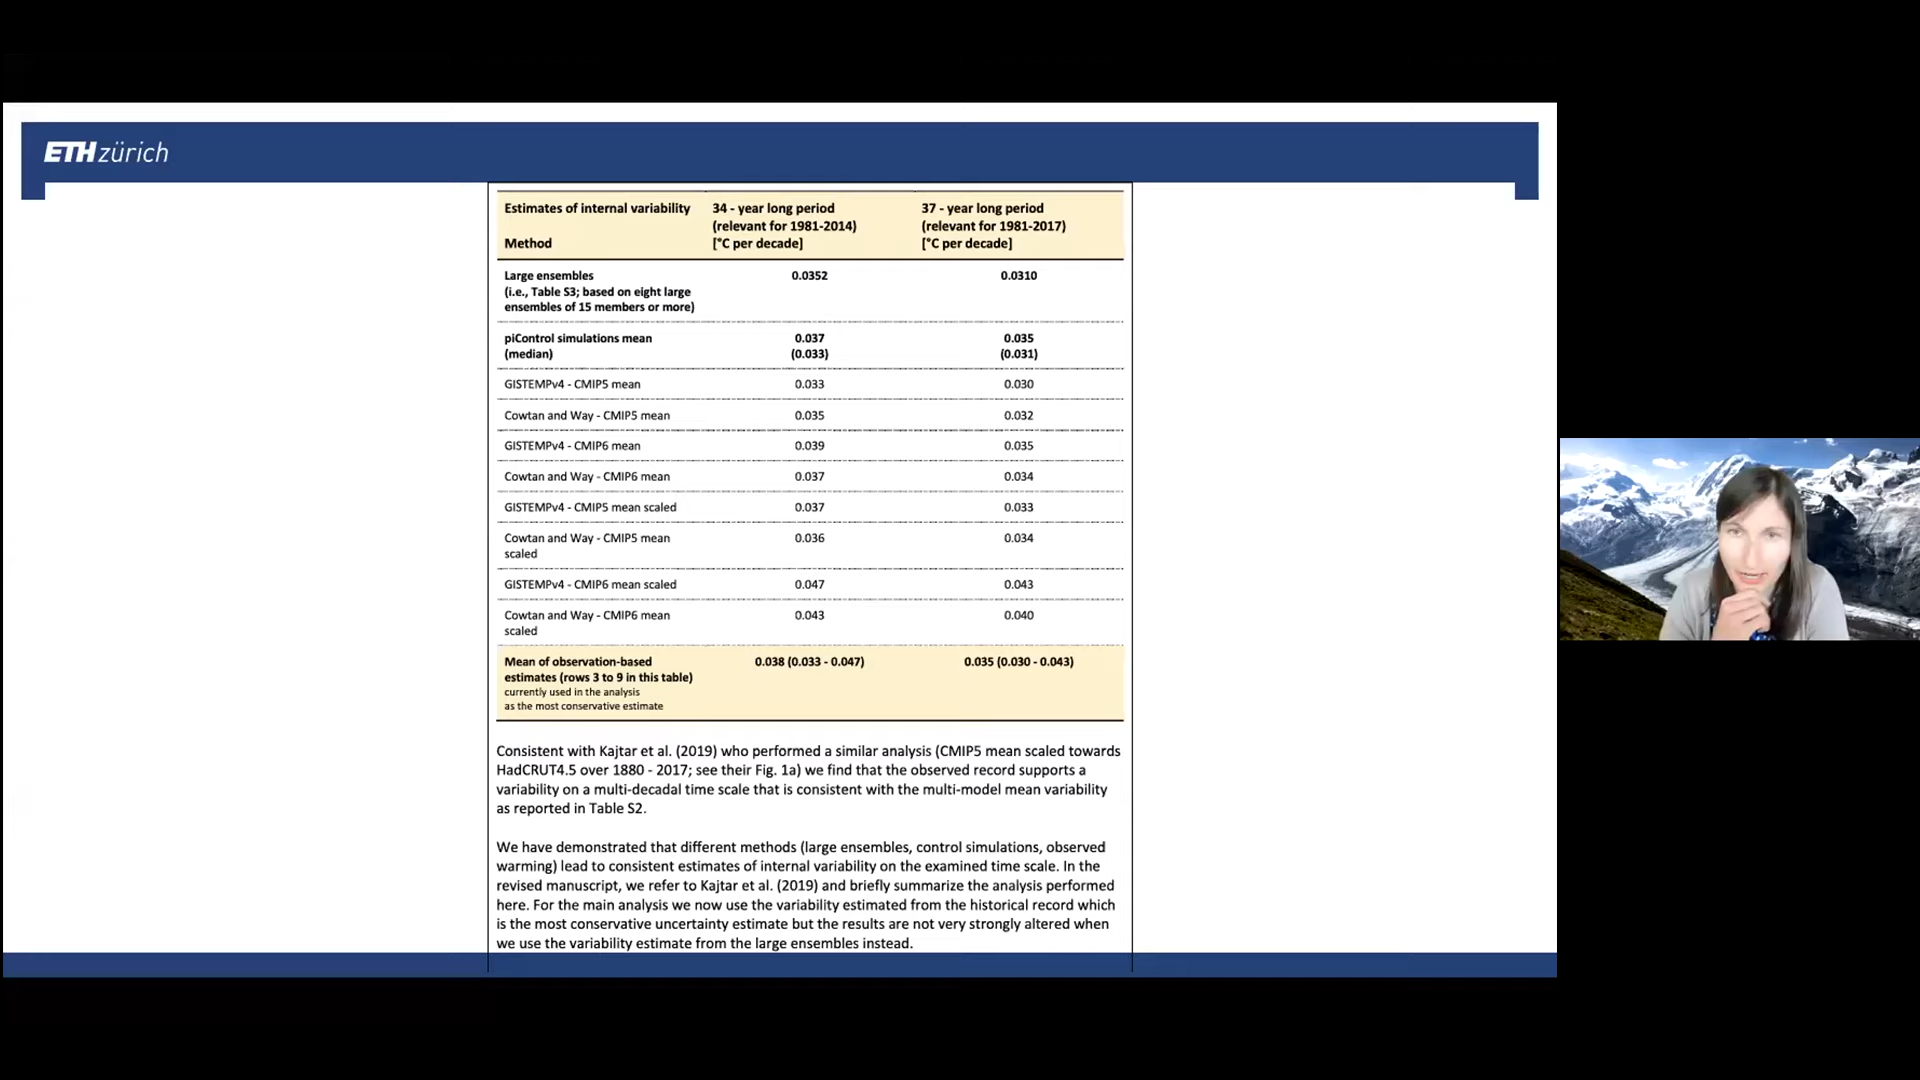 ETH zürich
Estimates of internal variability
Method
34 - year long period
(relevant for 1981-2014)
[°C per decade]
37 - year long period
(relevant for 1981-2017)
[°C per decade]
Large ensembles
(i.e., Table S3; based on eight large
ensembles of 15 members or more)
0.0352
0.0310
piControl simulations mean
(median)
0.037
(0.033)
0.035
(0.031)
GISTEMPv4 - CMIP5 mean
0.033
0.030
Cowtan and Way - CMIP5 mean
0.035
0.032
GISTEMPv4 - CMIP6 mean
0.039
0.035
Cowtan and Way - CMIP6 mean
0.037
0.034
GISTEMPv4 - CMIP5 mean scaled
0.037
0.033
Cowtan and Way - CMIP5 mean
scaled
0.036
0.034
GISTEMPv4 - CMIP6 mean scaled
0.047
0.043
Cowtan and Way - CMIP6 mean
scaled
0.043
0.040
Mean of observation-based
estimates (rows 3 to 9 in this table)
currently used in the analysis
as the most conservative estimate
0.038 (0.033 - 0.047)
0.035 (0.030 - 0.043)
Consistent with Kajtar et al. (2019) who performed a similar analysis (CMIP5 mean scaled towards
HadCRUT4.5 over 1880 - 2017; see their Fig. 1a) we find that the observed record supports a
variability on a multi-decadal time scale that is consistent with the multi-model mean variability
as reported in Table S2.
We have demonstrated that different methods (large ensembles, control simulations, observed
warming) lead to consistent estimates of internal variability on the examined time scale. In the
revised manuscript, we refer to Kajtar et al. (2019) and briefly summarize the analysis performed
here. For the main analysis we now use the variability estimated from the historical record which
is the most conservative uncertainty estimate but the results are not very strongly altered when
we use the variability estimate from the large ensembles instead.